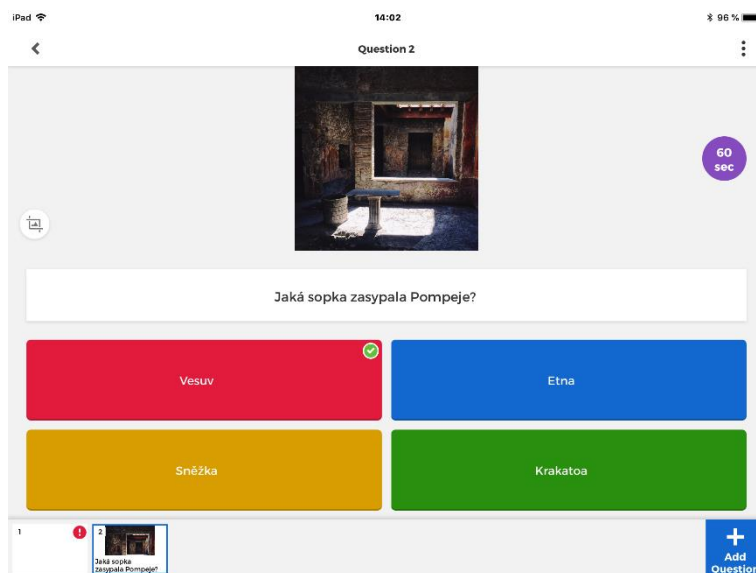 iPad 14:02 96 %
Question 2
60
sec
Jaká sopka zasypala Pompeje?
Vesuv Etna
Sněžka Krakatoa
1 2
Jaká sopka
zasypala Pompeje?
Add
Question